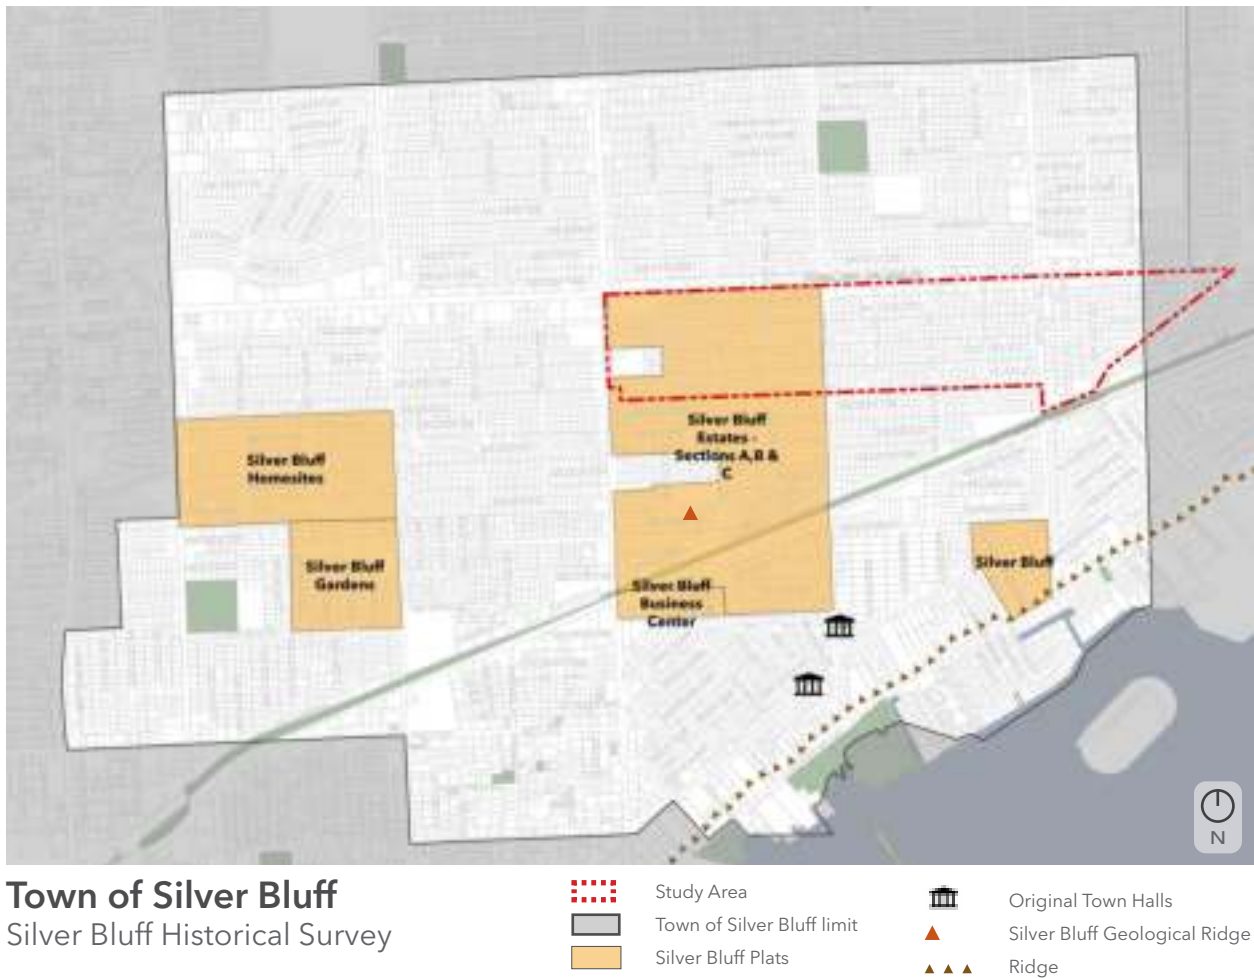 Silver Bluff
Estates -
Sections A,B &
C
Silver Bluff
Homesites
Silver Bluff
Gardens
Silver Bluff
Business
Center
Silver Bluff
N
Town of Silver Bluff
Silver Bluff Historical Survey
Study Area
Town of Silver Bluff limit
Silver Bluff Plats
Original Town Halls
Silver Bluff Geological Ridge
Ridge